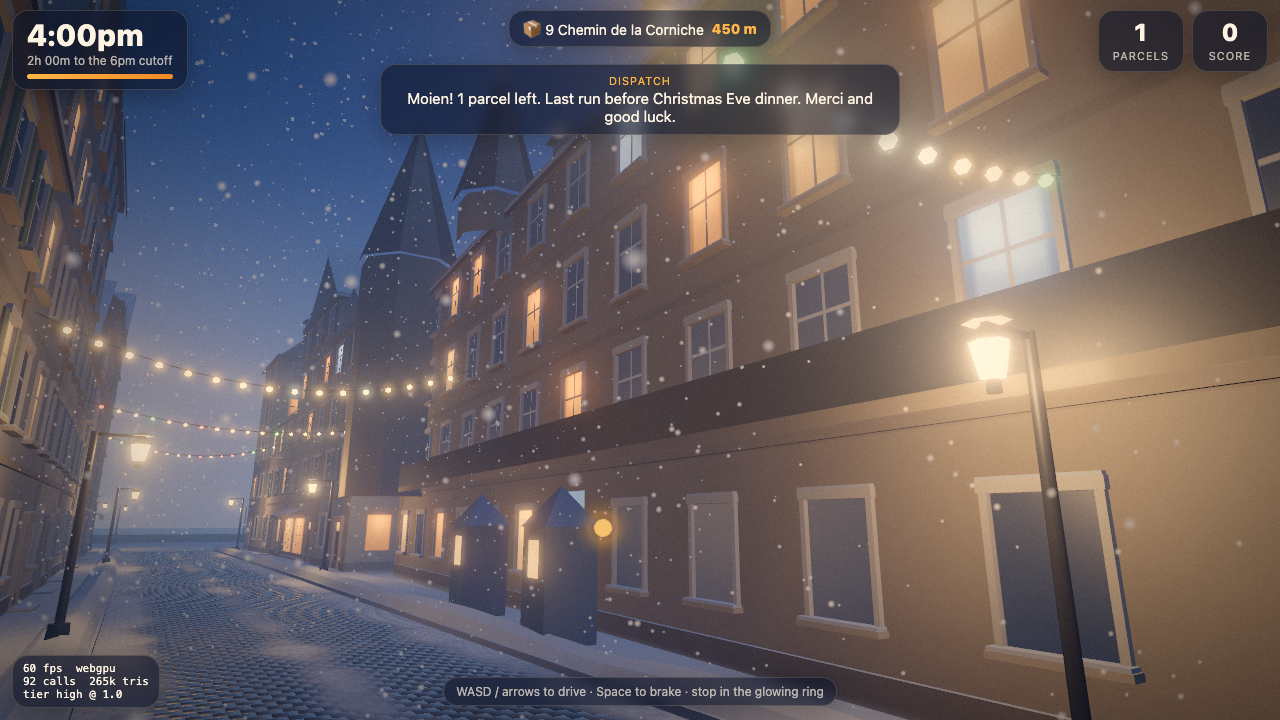 4:00pm
2h 00m to the 6pm cutoff
9 Chemin de la Corniche 450 m
1
PARCELS
0
SCORE
DISPATCH
Moien! 1 parcel left. Last run before Christmas Eve dinner. Merci and
good luck.
60 fps webgpu
92 calls 265k tris
tier high @ 1.0
WASD / arrows to drive · Space to brake · stop in the glowing ring